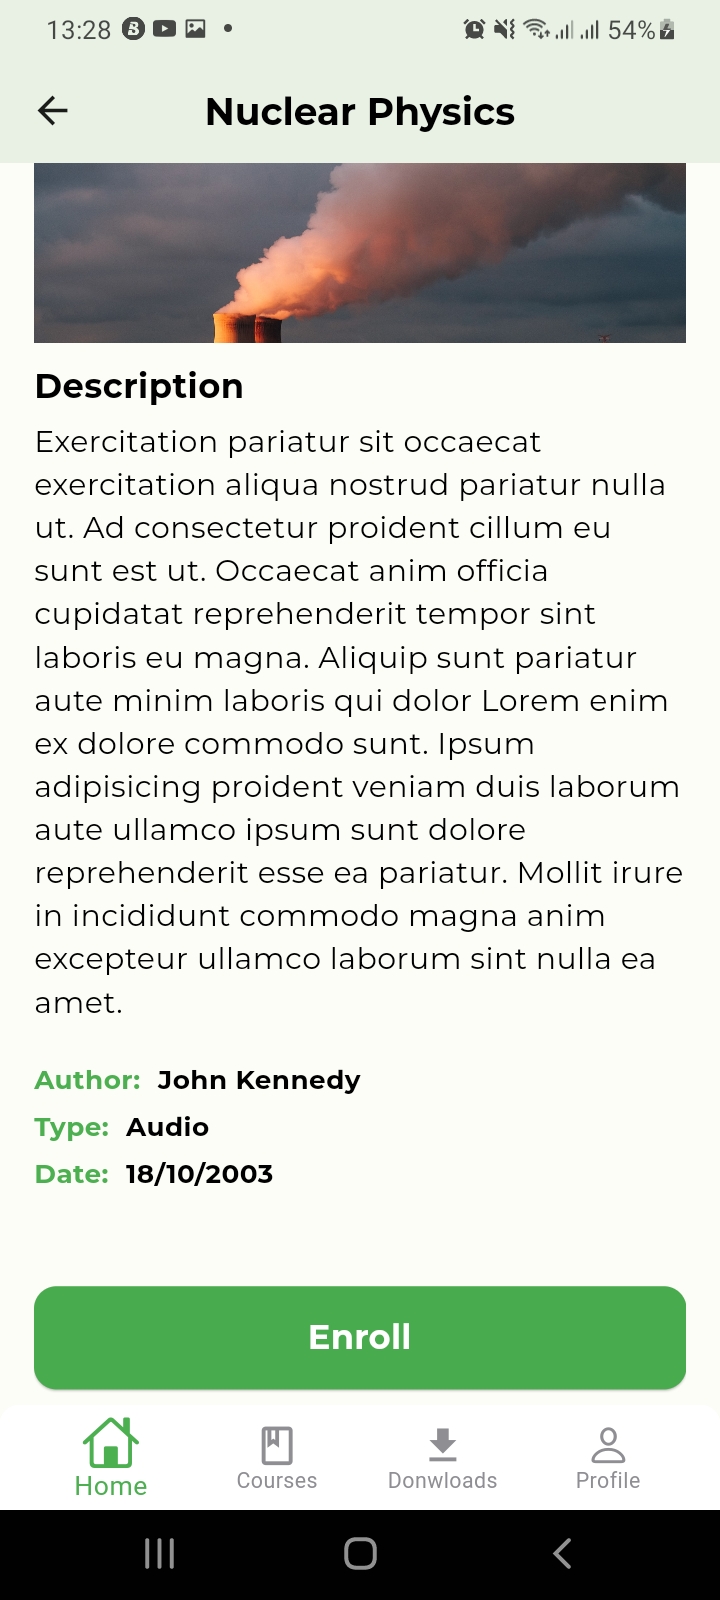 13:28
54%
Nuclear Physics
Description
Exercitation pariatur sit occaecat
exercitation aliqua nostrud pariatur nulla
ut. Ad consectetur proident cillum eu
sunt est ut. Occaecat anim officia
cupidatat reprehenderit tempor sint
laboris eu magna. Aliquip sunt pariatur
aute minim laboris qui dolor Lorem enim
ex dolore commodo sunt. Ipsum
adipisicing proident veniam duis laborum
aute ullamco ipsum sunt dolore
reprehenderit esse ea pariatur. Mollit irure
in incididunt commodo magna anim
excepteur ullamco laborum sint nulla ea
amet.
Author: John Kennedy
Type: Audio
Date: 18/10/2003
Enroll
Home
Courses
Donwloads
Profile